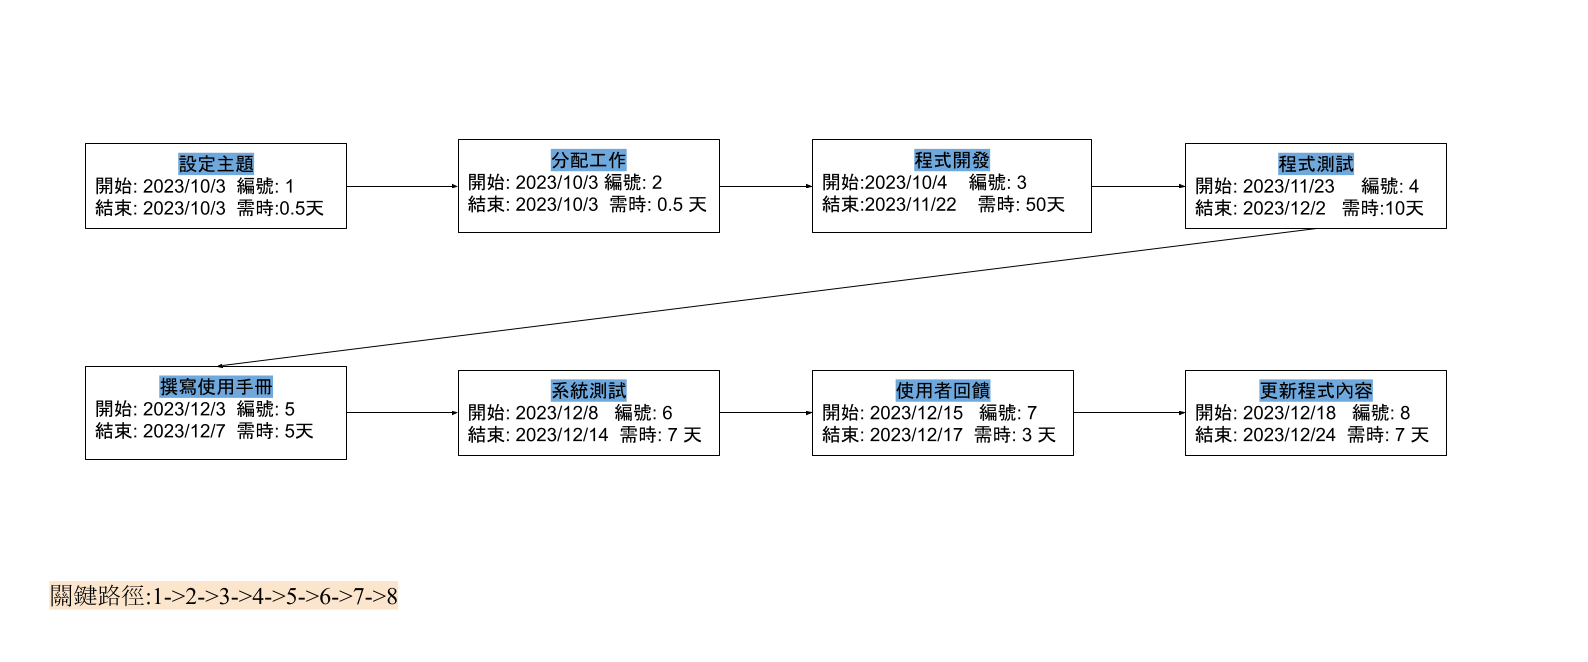 設定主題
開始: 2023/10/3 編號: 1
結束: 2023/10/3 需時:0.5天
分配工作
開始: 2023/10/3 編號: 2
結束: 2023/10/3 需時: 0.5 天
程式開發
開始:2023/10/4 編號: 3
結束:2023/11/22 需時: 50天
程式測試
開始: 2023/11/23 編號: 4
結束: 2023/12/2 需時:10天
撰寫使用手冊
開始: 2023/12/3 編號: 5
結束: 2023/12/7 需時: 5天
系統測試
開始: 2023/12/8 編號: 6
結束: 2023/12/14 需時: 7 天
使用者回饋
開始: 2023/12/15 編號: 7
結束: 2023/12/17 需時: 3 天
更新程式內容
開始: 2023/12/18 編號: 8
結束: 2023/12/24 需時: 7 天
關鍵路徑:1->2->3->4->5->6->7->8